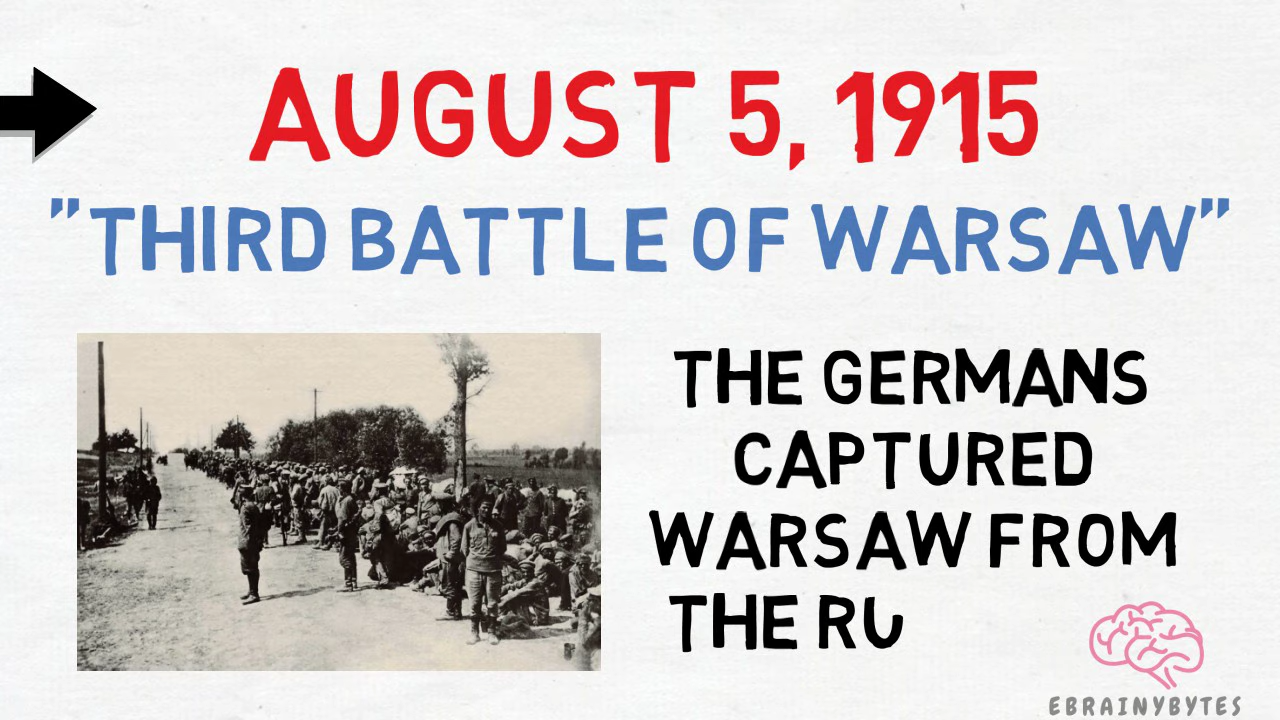 AUGUST 5, 1915
"THIRD BATTLE OF WARSAW"
THE GERMANS
CAPTURED
WARSAW FROM
THE RU
EBRAINYBYTES